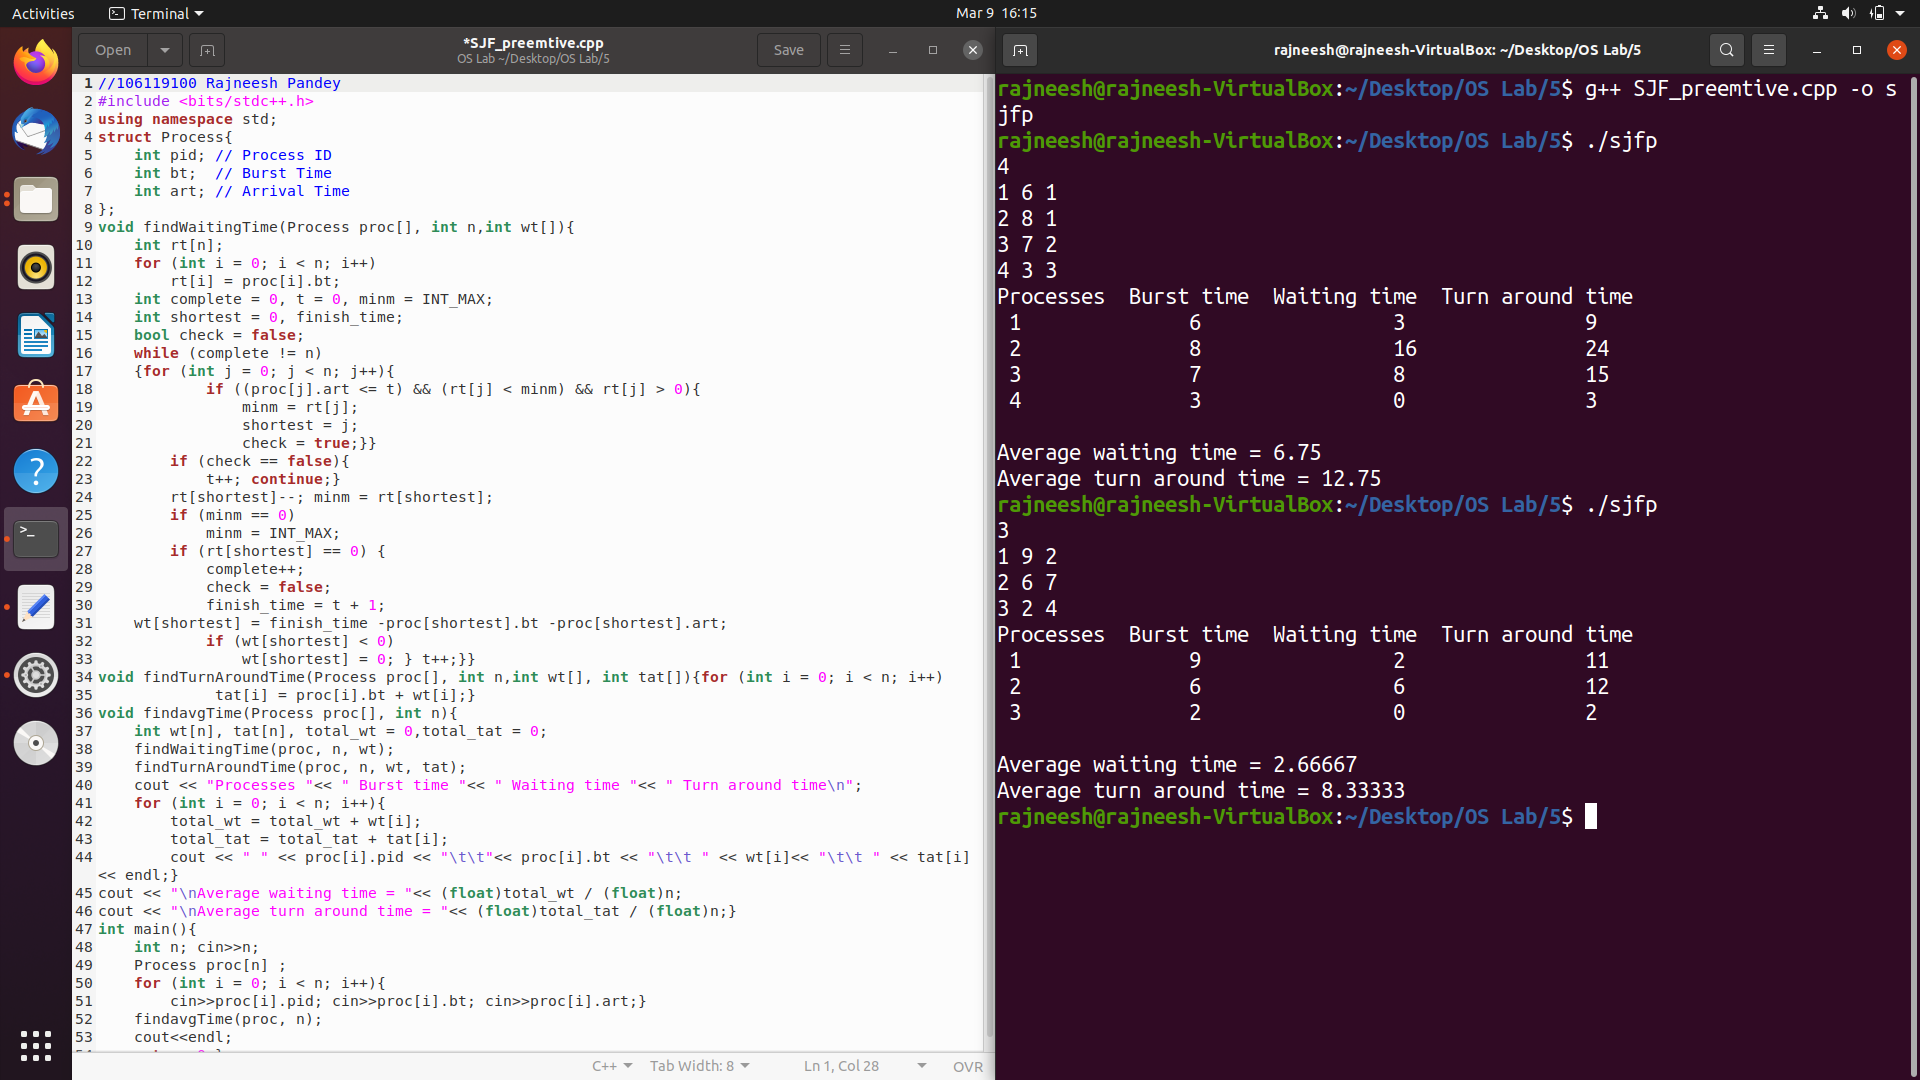 Activities
Terminal
Mar 9 16:15
Open
*SJF_preemtive.cpp
OS Lab ~/Desktop/OS Lab/5
Save
1 //106119100 Rajneesh Pandey
2 #include <bits/stdc++.h>
3 using namespace std;
4 struct Process{
5     int pid; // Process ID
6     int bt;  // Burst Time
7     int art; // Arrival Time
8 };
9 void findWaitingTime(Process proc[], int n,int wt[]){
10     int rt[n];
11     for (int i = 0; i < n; i++)
12         rt[i] = proc[i].bt;
13     int complete = 0, t = 0, minm = INT_MAX;
14     int shortest = 0, finish_time;
15     bool check = false;
16     while (complete != n)
17     {for (int j = 0; j < n; j++){
18             if ((proc[j].art <= t) && (rt[j] < minm) && rt[j] > 0){
19                 minm = rt[j];
20                 shortest = j;
21                 check = true;}}
22         if (check == false){
23             t++; continue;}
24         rt[shortest]--; minm = rt[shortest];
25         if (minm == 0)
26             minm = INT_MAX;
27         if (rt[shortest] == 0) {
28             complete++;
29             check = false;
30             finish_time = t + 1;
31     wt[shortest] = finish_time -proc[shortest].bt -proc[shortest].art;
32             if (wt[shortest] < 0)
33                 wt[shortest] = 0; } t++;}}
34 void findTurnAroundTime(Process proc[], int n,int wt[], int tat[]){for (int i = 0; i < n; i++)
35              tat[i] = proc[i].bt + wt[i];}
36 void findavgTime(Process proc[], int n){
37     int wt[n], tat[n], total_wt = 0,total_tat = 0;
38     findWaitingTime(proc, n, wt);
39     findTurnAroundTime(proc, n, wt, tat);
40     cout << "Processes "<< " Burst time "<< " Waiting time "<< " Turn around time\n";
41     for (int i = 0; i < n; i++){
42         total_wt = total_wt + wt[i];
43         total_tat = total_tat + tat[i];
44         cout << " " << proc[i].pid << "\t\t"<< proc[i].bt << "\t\t " << wt[i]<< "\t\t " << tat[i]
<< endl;}
45 cout << "\nAverage waiting time = "<< (float)total_wt / (float)n;
46 cout << "\nAverage turn around time = "<< (float)total_tat / (float)n;}
47 int main(){
48     int n; cin>>n;
49     Process proc[n] ;
50     for (int i = 0; i < n; i++){
51         cin>>proc[i].pid; cin>>proc[i].bt; cin>>proc[i].art;}
52     findavgTime(proc, n);
53     cout<<endl;
C++
Tab Width: 8
Ln 1, Col 28
OVR
rajneesh@rajneesh-VirtualBox: ~/Desktop/OS Lab/5
rajneesh@rajneesh-VirtualBox:~/Desktop/OS Lab/5$ g++ SJF_preemtive.cpp -o s
jfp
rajneesh@rajneesh-VirtualBox:~/Desktop/OS Lab/5$ ./sjfp
4
1 6 1
2 8 1
3 7 2
4 3 3
Processes  Burst time  Waiting time  Turn around time
 1              6                3               9
 2              8                16              24
 3              7                8               15
 4              3                0               3
Average waiting time = 6.75
Average turn around time = 12.75
rajneesh@rajneesh-VirtualBox:~/Desktop/OS Lab/5$ ./sjfp
3
1 9 2
2 6 7
3 2 4
Processes  Burst time  Waiting time  Turn around time
 1              9                2               11
 2              6                6               12
 3              2                0               2
Average waiting time = 2.66667
Average turn around time = 8.33333
rajneesh@rajneesh-VirtualBox:~/Desktop/OS Lab/5$